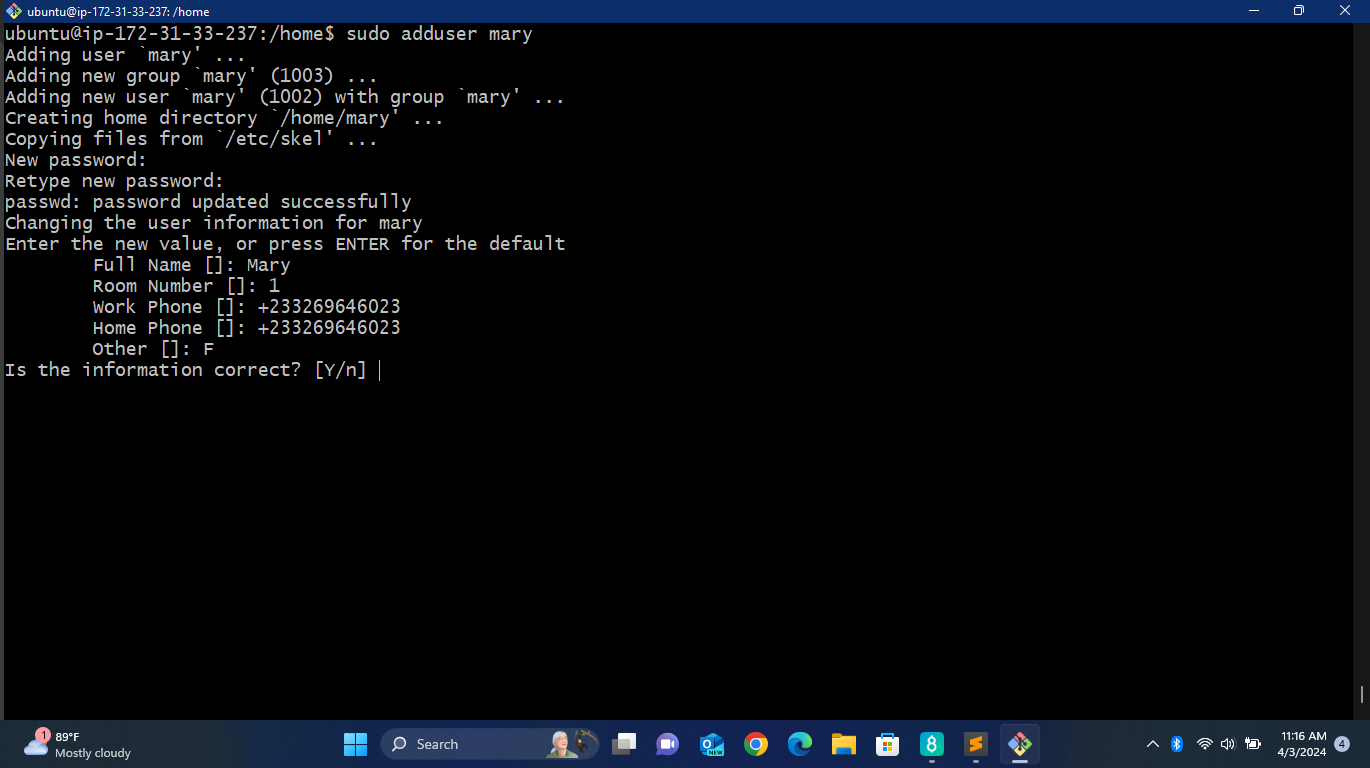 ubuntu@ip-172-31-33-237: /home
ubuntu@ip-172-31-33-237:/home$ sudo adduser mary
Adding user `mary' ...
Adding new group `mary' (1003) ...
Adding new user `mary' (1002) with group `mary' ...
Creating home directory `/home/mary' ...
Copying files from `/etc/skel' ...
New password:
Retype new password:
passwd: password updated successfully
Changing the user information for mary
Enter the new value, or press ENTER for the default
        Full Name []: Mary
        Room Number []: 1
        Work Phone []: +233269646023
        Home Phone []: +233269646023
        Other []: F
Is the information correct? [Y/n]
1
89°F
Mostly cloudy
Search
NEW
8
11:16 AM
4/3/2024
4